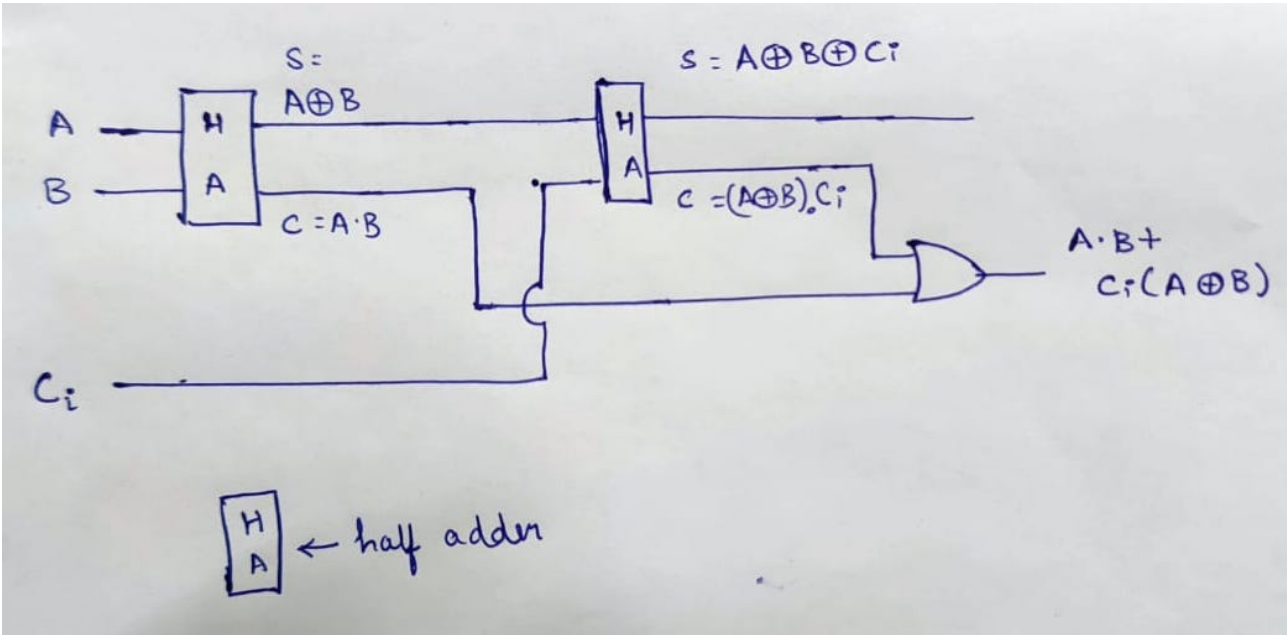 S =
A⊕B
S = A⊕B⊕Ci
A
H
A
H
A
B
C = A·B
C = (A⊕B).Ci
A·B+
Ci(A⊕B)
Ci
H
A
← half adder